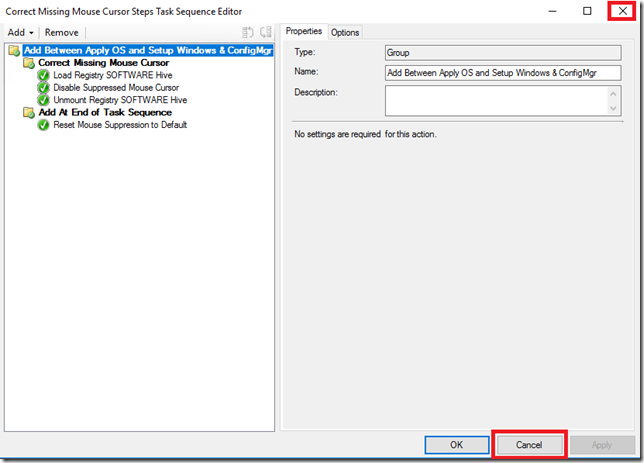 Correct Missing Mouse Cursor Steps Task Sequence Editor
Add Remove
Add Between Apply OS and Setup Windows & ConfigMgr
Correct Missing Mouse Cursor
Load Registry SOFTWARE Hive
Disable Suppressed Mouse Cursor
Unmount Registry SOFTWARE Hive
Add At End of Task Sequence
Reset Mouse Suppression to Default
Properties Options
Type: Group
Name: Add Between Apply OS and Setup Windows & ConfigMgr
Description:
No settings are required for this action.
OK Cancel Apply